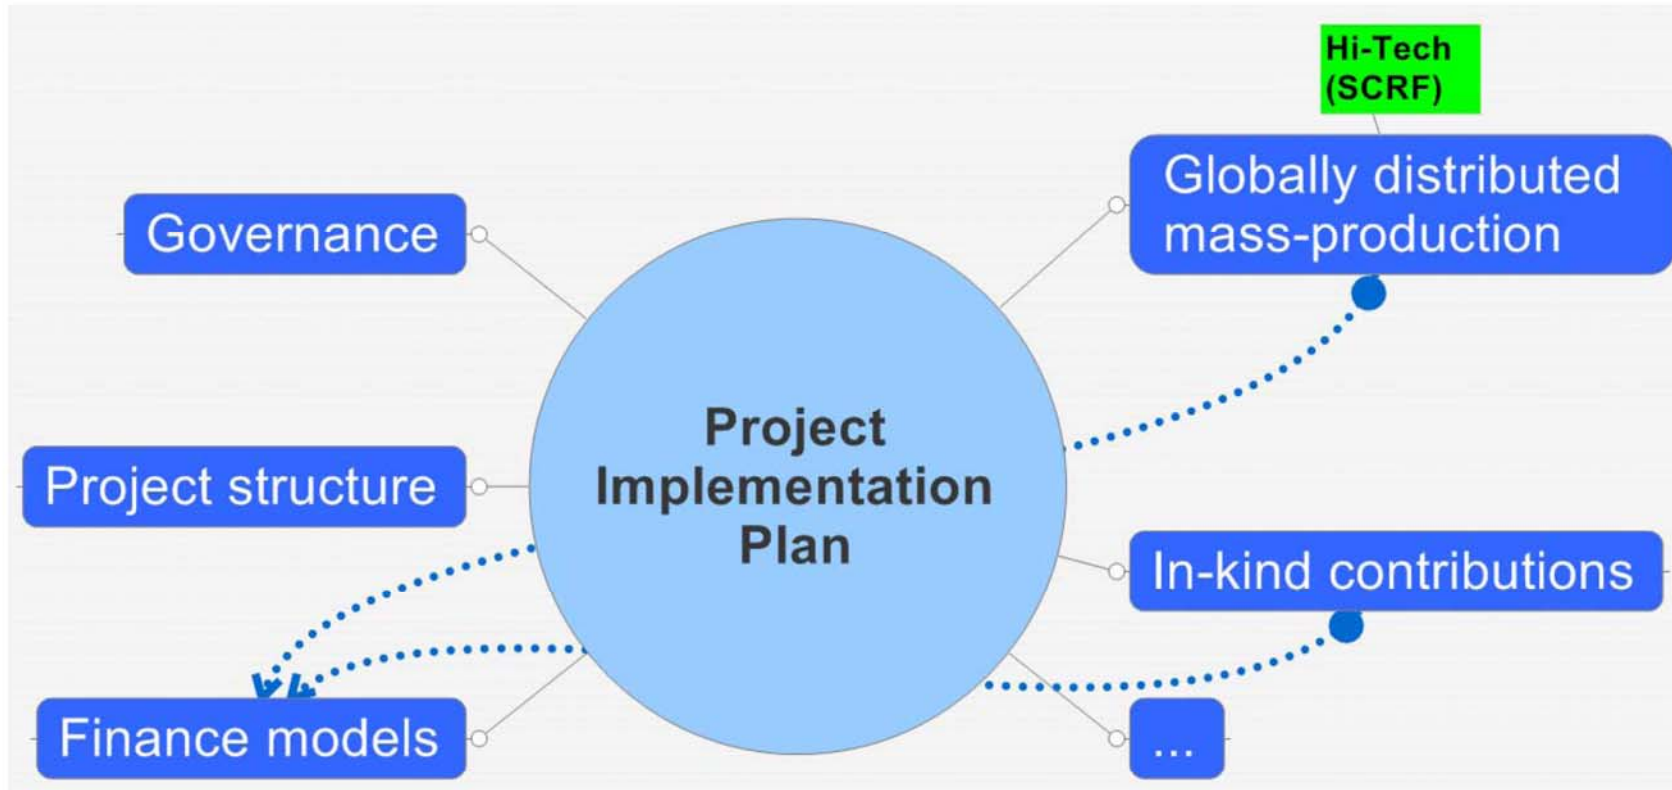 Hi-Tech
(SCRF)
Globally distributed
mass-production
Governance
Project
Implementation
Plan
Project structure
In-kind contributions
Finance models
...